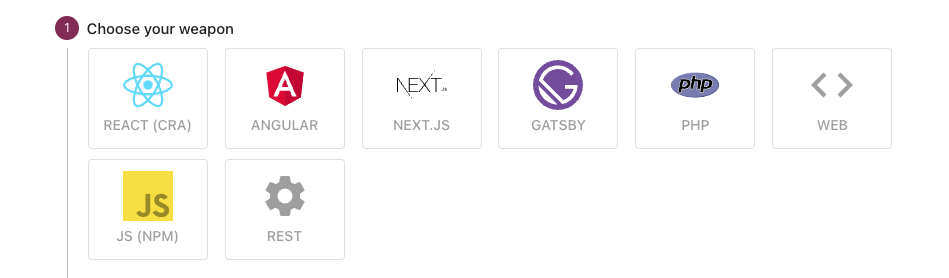 1 Choose your weapon
NEXT.JS php
REACT (CRA) ANGULAR NEXT.JS GATSBY PHP WEB
JS
JS (NPM) REST